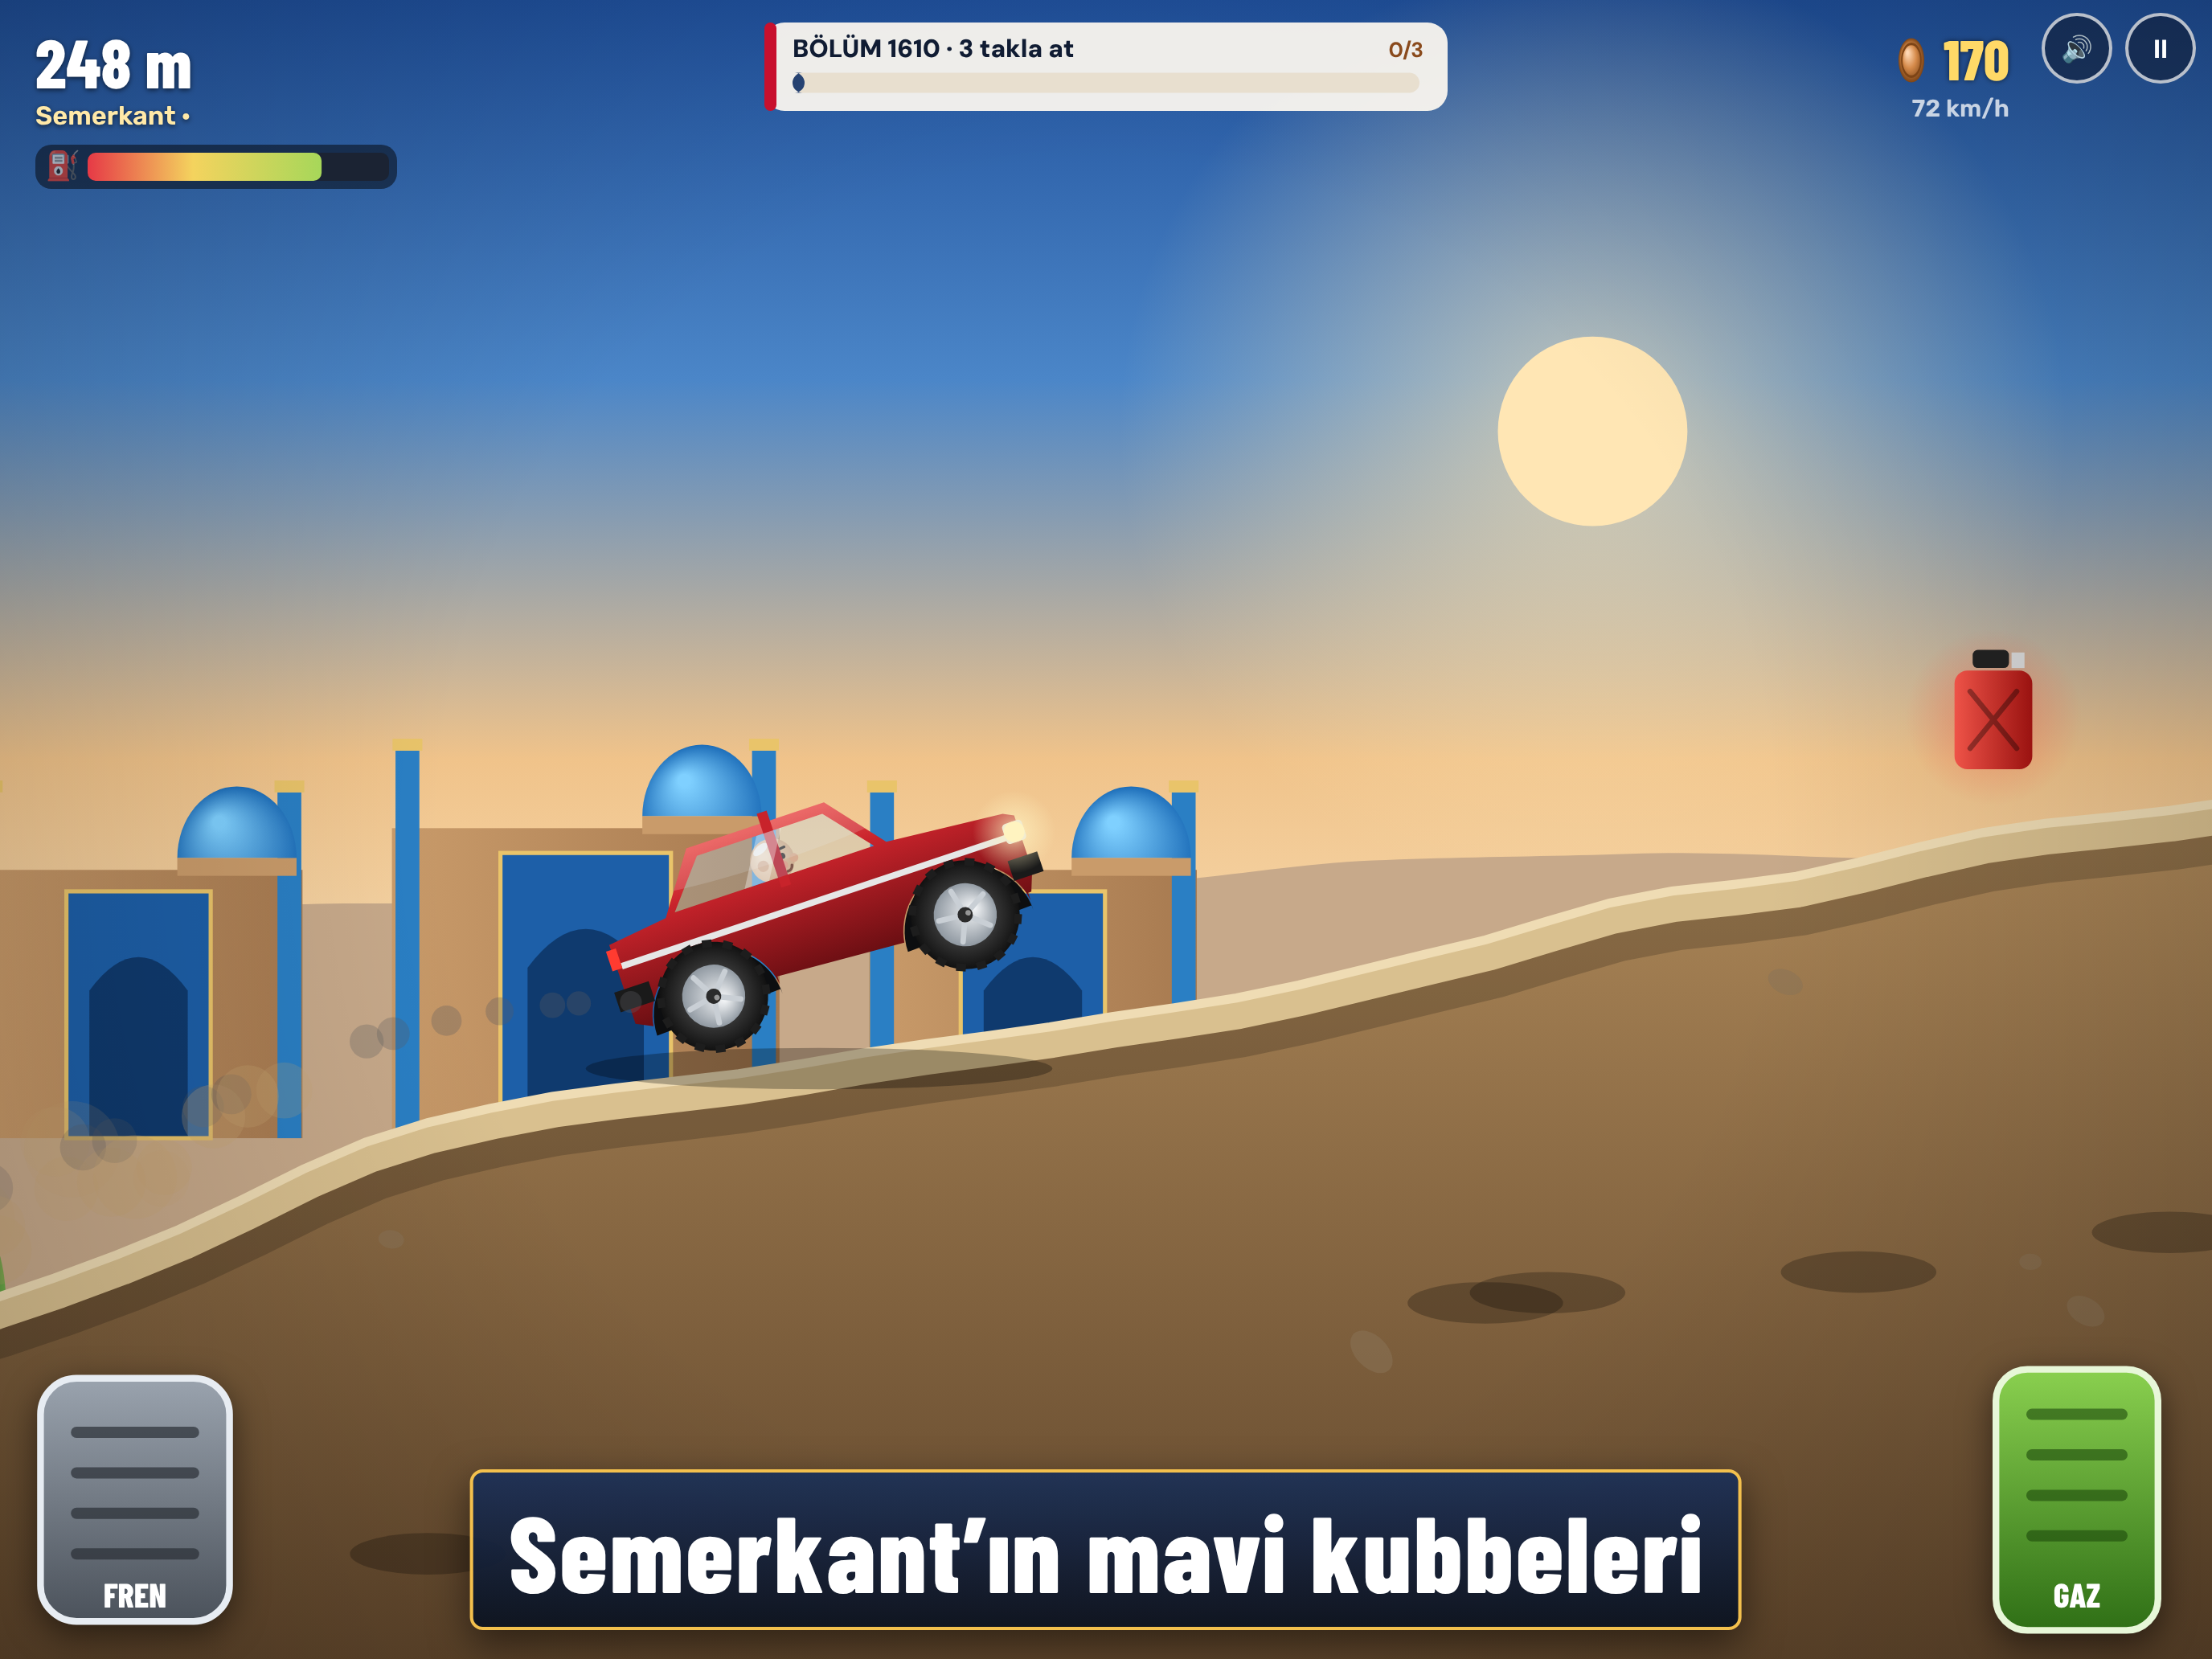 248 m
Semerkant •
BÖLÜM 1610 · 3 takla at
0/3
170
72 km/h
FREN
Semerkant’ın mavi kubbeleri
GAZ